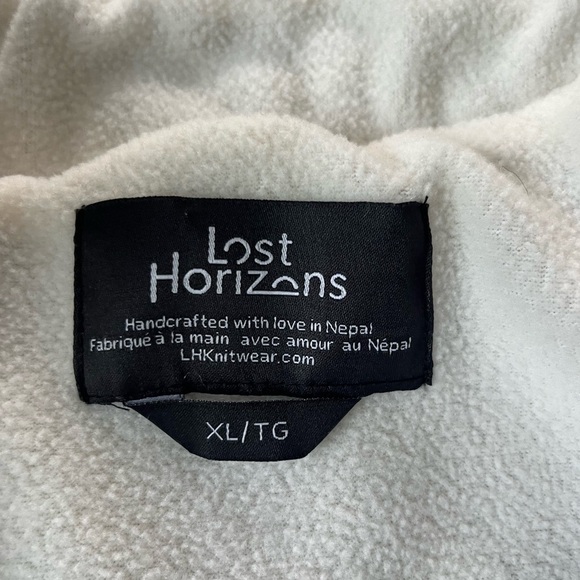 Lost
Horizons
Handcrafted with love in Nepal
Fabriqué à la main avec amour au Népal
LHKnitwear.com
XL/TG